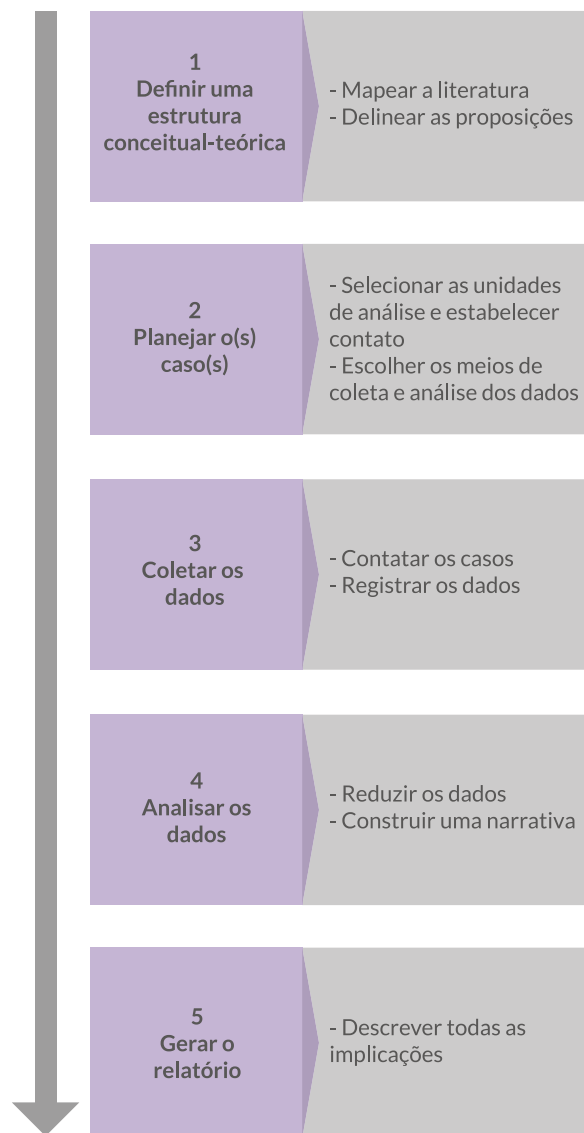 1
Definir uma
estrutura
conceitual-teórica
- Mapear a literatura
- Delinear as proposições
2
Planejar o(s)
caso(s)
- Selecionar as unidades
de análise e estabelecer
contato
- Escolher os meios de
coleta e análise dos dados
3
Coletar os
dados
- Contatar os casos
- Registrar os dados
4
Analisar os
dados
- Reduzir os dados
- Construir uma narrativa
5
Gerar o
relatório
- Descrever todas as
implicações